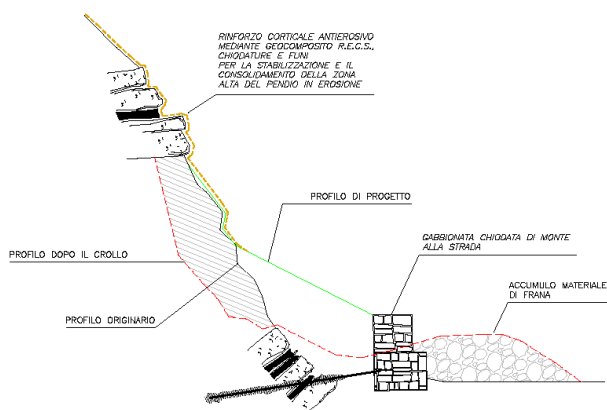 RINFORZO CORTICALE ANTIEROSIVO
MEDIANTE GEOCOMPOSITO R.E.C.S.,
CHIODATURE E FUNI
PER LA STABILIZZAZIONE E IL
CONSOLIDAMENTO DELLA ZONA
ALTA DEL PENDIO IN EROSIONE
PROFILO DI PROGETTO
GABBIONATA CHIODATA DI MONTE
ALLA STRADA
PROFILO DOPO IL CROLLO
ACCUMULO MATERIALE
DI FRANA
PROFILO ORIGINARIO